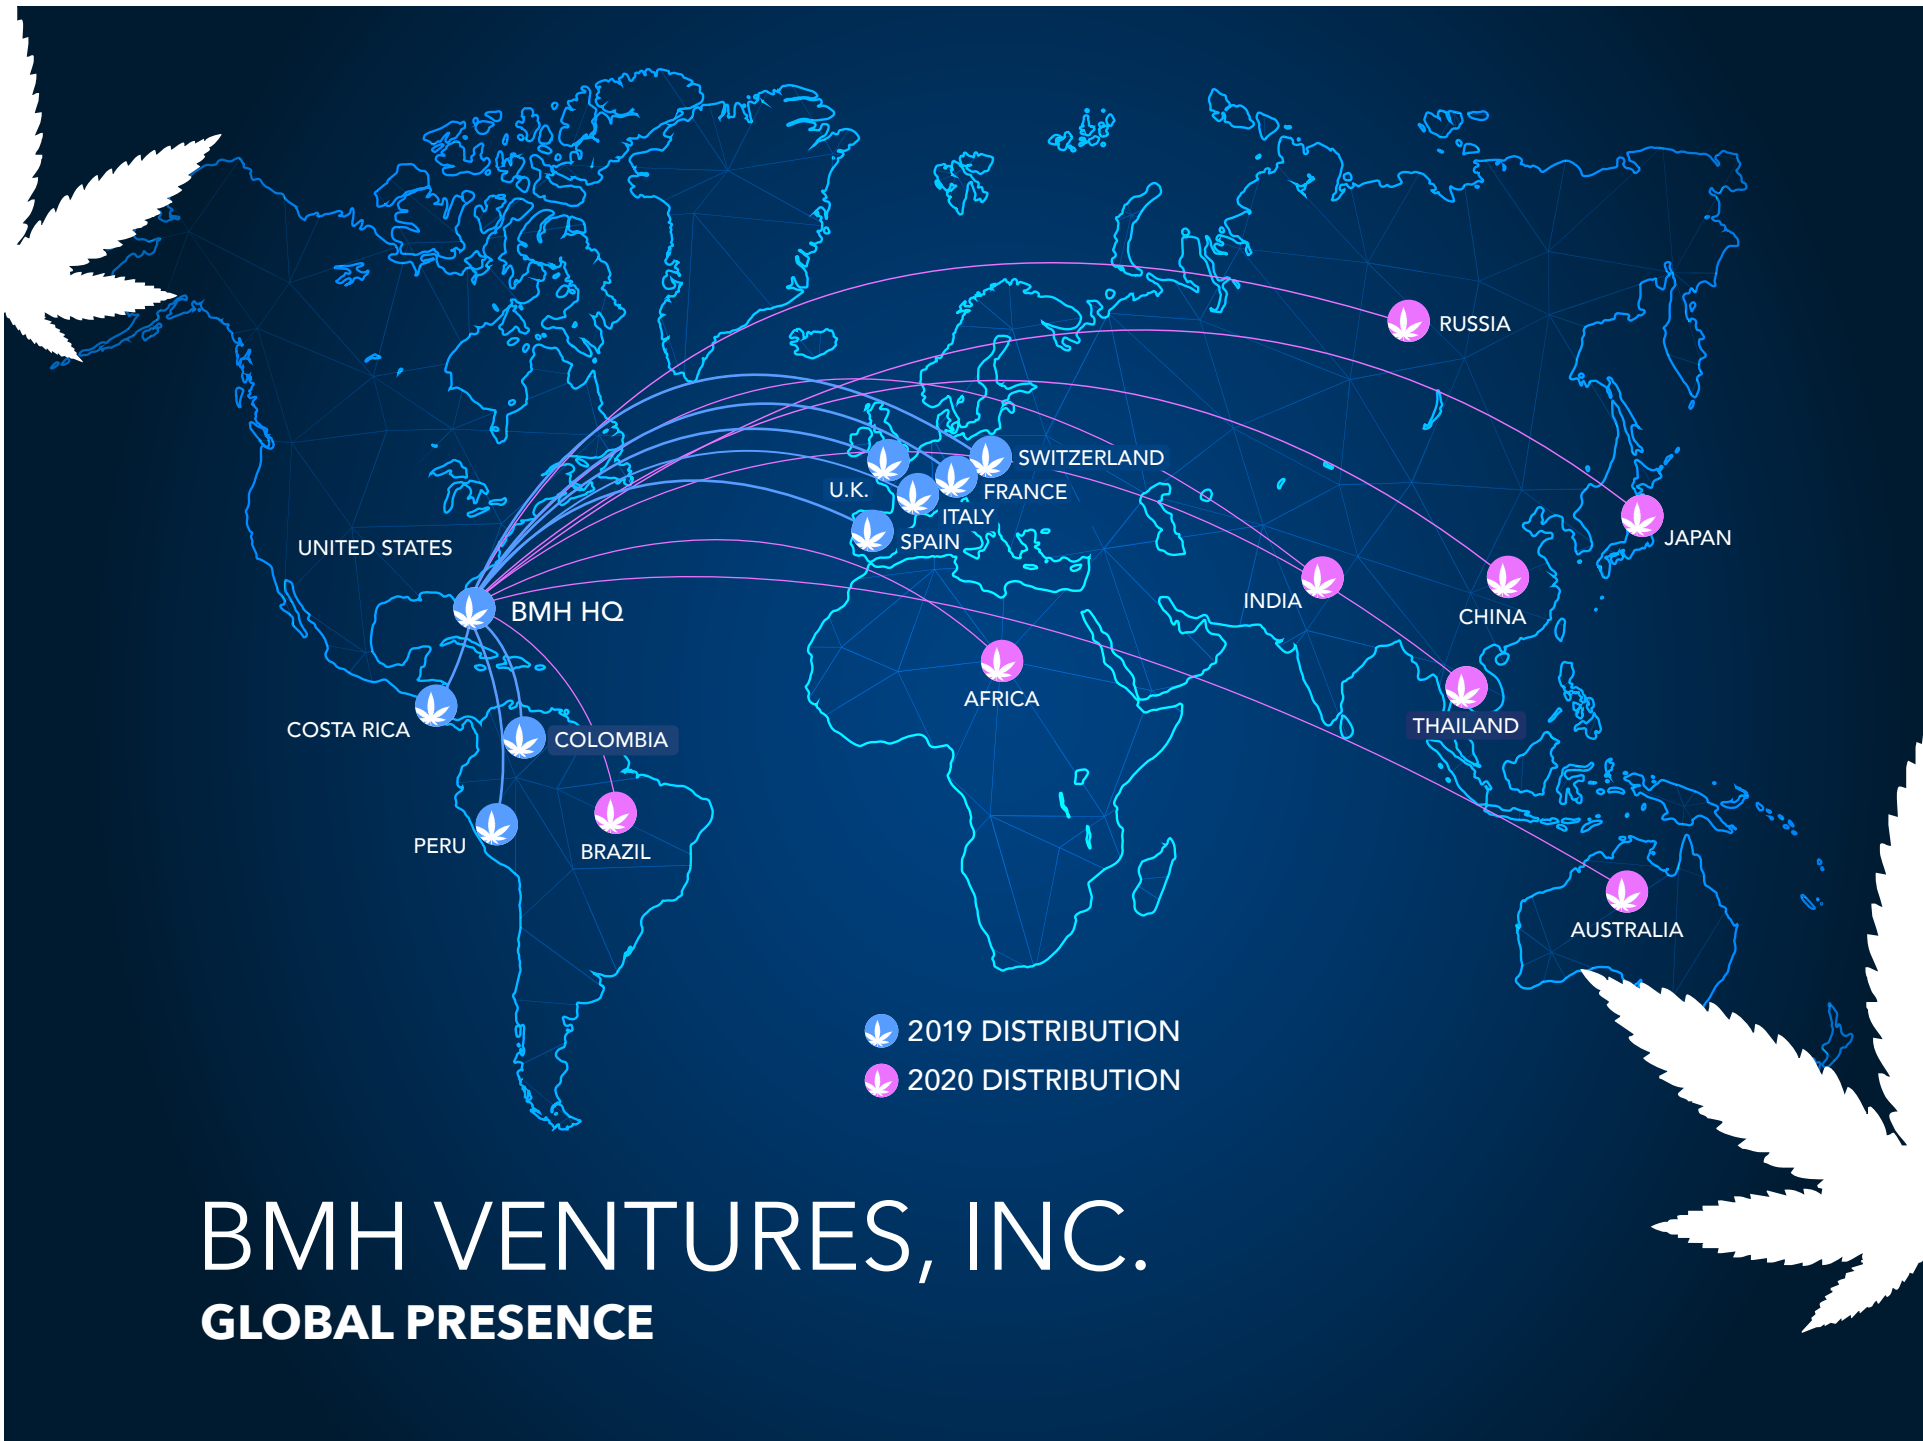 RUSSIA
SWITZERLAND
U.K.
FRANCE
ITALY
SPAIN
JAPAN
UNITED STATES
BMH HQ
INDIA
CHINA
AFRICA
THAILAND
COSTA RICA
COLOMBIA
PERU
BRAZIL
AUSTRALIA
2019 DISTRIBUTION
2020 DISTRIBUTION
BMH VENTURES, INC.
GLOBAL PRESENCE